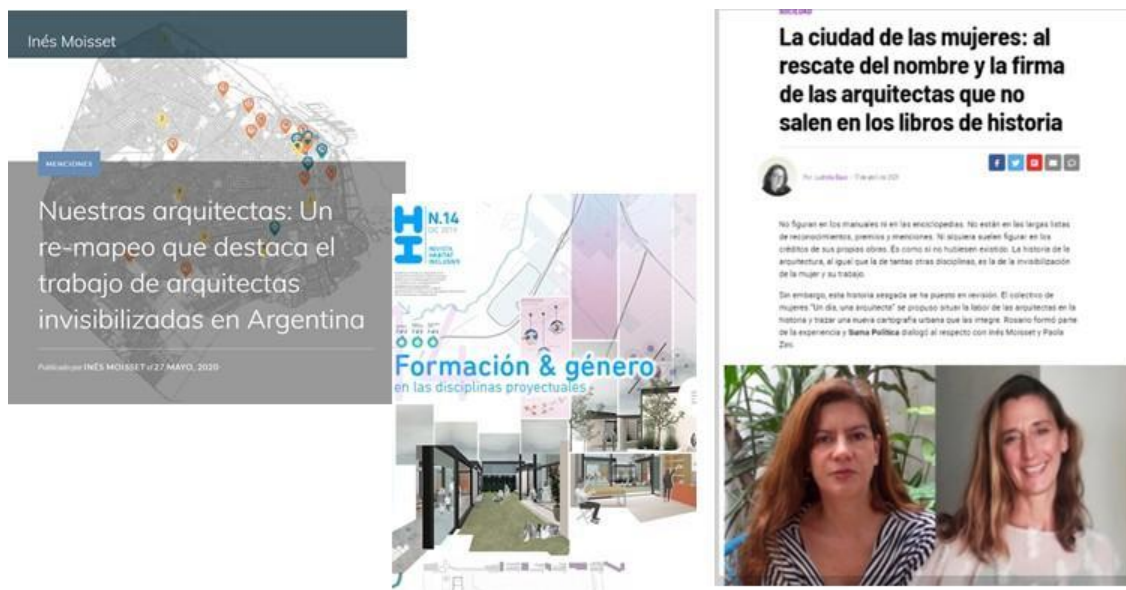 Inés Moisset
MENCIONES
Nuestras arquitectas: Un
re-mapeo que destaca el
trabajo de arquitectas
invisibilizadas en Argentina
Publicado por INÉS MOISSET el 27 MAYO, 2020
HI
N.14
DIC 2019
REVISTA
HABITAT
INCLUSIVO
Formación & género
en las disciplinas proyectuales
SOCIEDAD
La ciudad de las mujeres: al
rescate del nombre y la firma
de las arquitectas que no
salen en los libros de historia
No figuran en los manuales ni en las enciclopedias. No están en las largas listas
de reconocimientos, premios y menciones. Ni siquiera suelen figurar en los
créditos de sus propias obras. Es como si no hubiesen existido. La historia de la
arquitectura, al igual que la de tantas otras disciplinas, es la de la invisibilización
de la mujer y su trabajo.
Sin embargo, esta historia sesgada se ha puesto en revisión. El colectivo de
mujeres "Un día, una arquitecta" se propuso situar la labor de las arquitectas en la
historia y trazar una nueva cartografía urbana que las integre. Rosario formó parte
de la experiencia y Suma Política dialogó al respecto con Inés Moisset y Paola